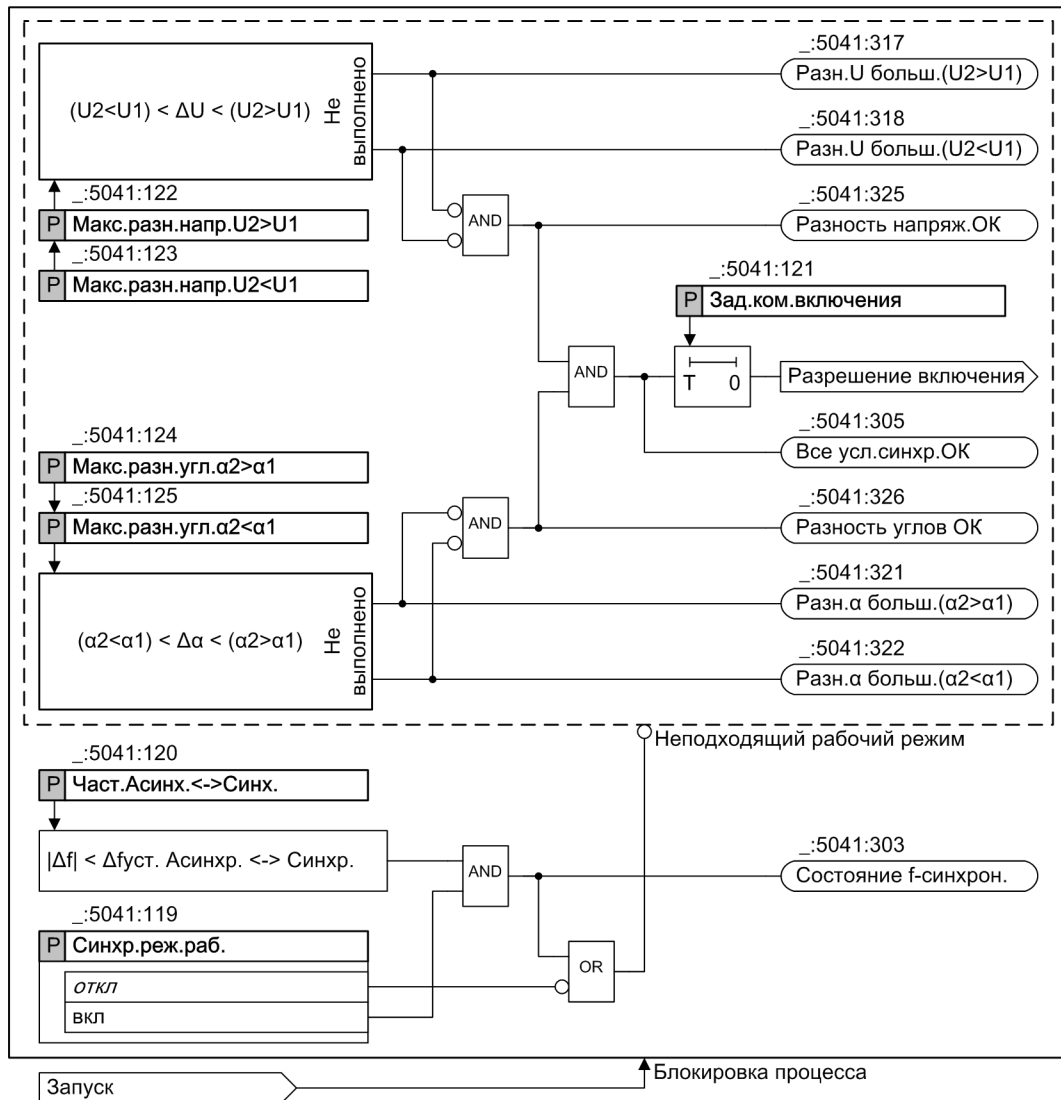 _:5041:317
Разн.U больш.(U2>U1)
(U2<U1) < ΔU < (U2>U1)
Не
выполнено
_:5041:318
Разн.U больш.(U2<U1)
_:5041:122
P Макс.разн.напр.U2>U1
_:5041:123
P Макс.разн.напр.U2<U1
AND
_:5041:325
Разность напряж.ОК
_:5041:121
P Зад.ком.включения
AND
T 0
Разрешение включения
_:5041:305
Все усл.синхр.ОК
_:5041:124
P Макс.разн.угл.α2>α1
_:5041:125
P Макс.разн.угл.α2<α1
AND
_:5041:326
Разность углов ОК
_:5041:321
Разн.α больш.(α2>α1)
(α2<α1) < Δα < (α2>α1)
Не
выполнено
_:5041:322
Разн.α больш.(α2<α1)
Неподходящий рабочий режим
_:5041:120
P Част.Асинх.<->Синх.
|Δf| < Δfуст. Асинхр. <-> Синхр.
AND
_:5041:303
Состояние f-синхрон.
_:5041:119
P Синхр.реж.раб.
откл
вкл
OR
Блокировка процесса
Запуск